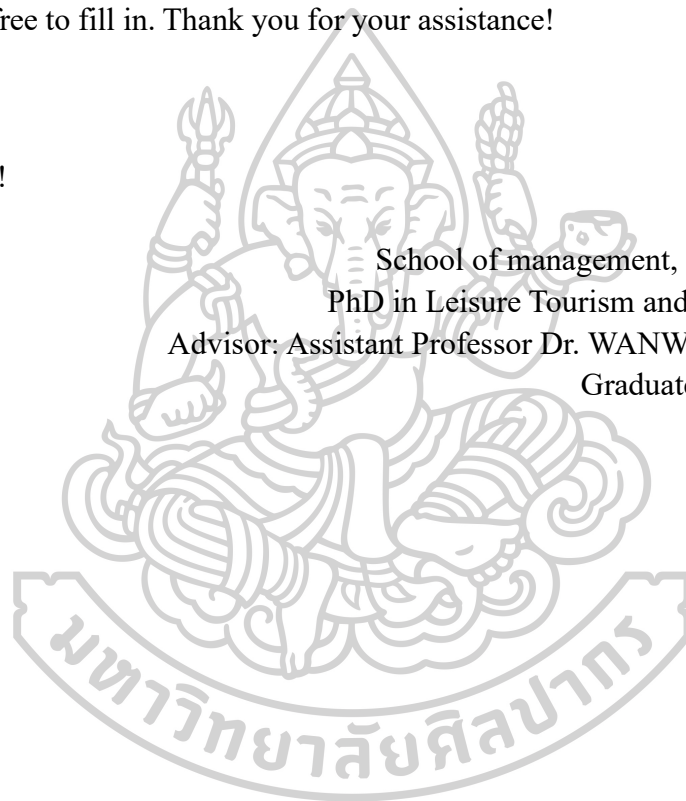 free to fill in. Thank you for your assistance!
!
School of management,
PhD in Leisure Tourism and
Advisor: Assistant Professor Dr. WANW
Graduate
มหาวิทยาลัยศิลปากร